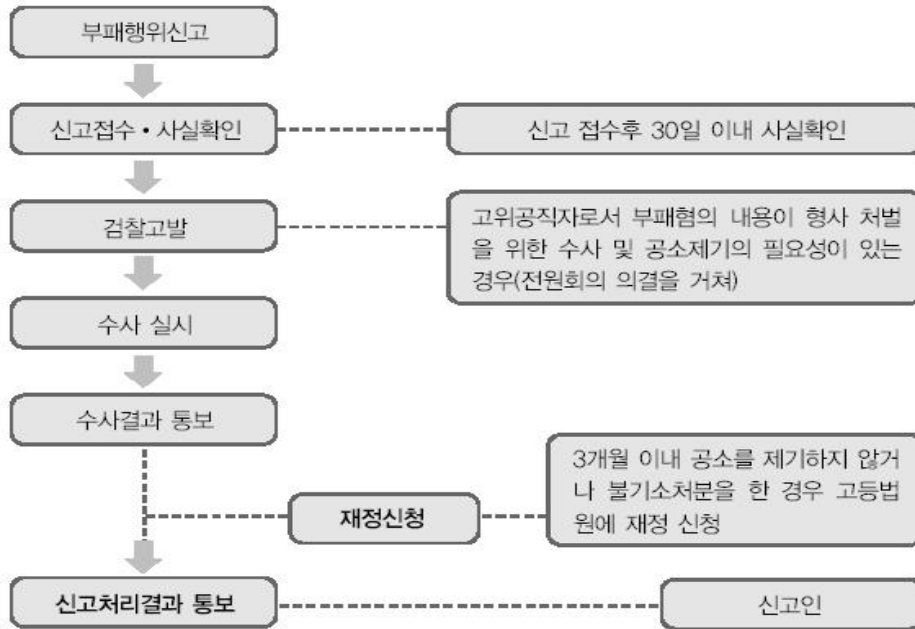 부패행위신고
신고접수·사실확인
신고 접수후 30일 이내 사실확인
검찰고발
고위공직자로서 부패혐의 내용이 형사 처벌
을 위한 수사 및 공소제기의 필요성이 있는
경우(전원회의 의결을 거쳐)
수사 실시
수사결과 통보
재정신청
3개월 이내 공소를 제기하지 않거
나 불기소처분을 한 경우 고등법
원에 재정 신청
신고처리결과 통보
신고인